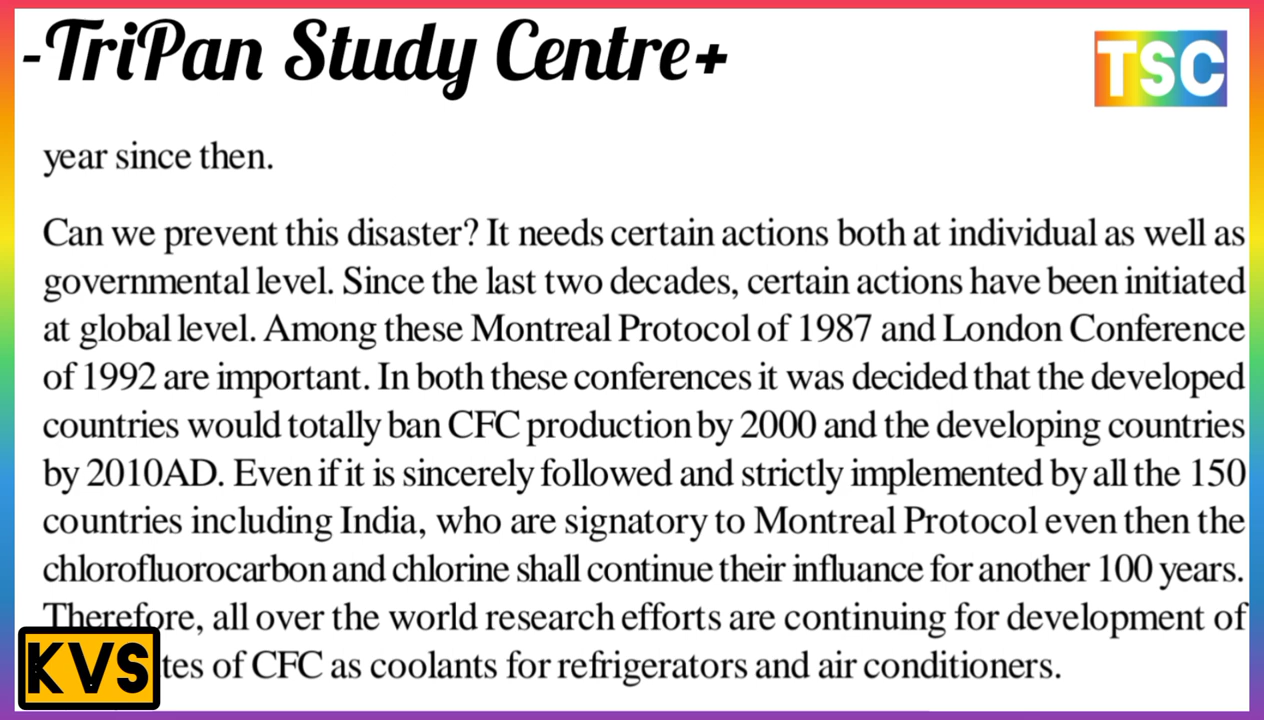 -TriPan Study Centre+
TSC
year since then.
Can we prevent this disaster? It needs certain actions both at individual as well as
governmental level. Since the last two decades, certain actions have been initiated
at global level. Among these Montreal Protocol of 1987 and London Conference
of 1992 are important. In both these conferences it was decided that the developed
countries would totally ban CFC production by 2000 and the developing countries
by 2010AD. Even if it is sincerely followed and strictly implemented by all the 150
countries including India, who are signatory to Montreal Protocol even then the
chlorofluorocarbon and chlorine shall continue their influance for another 100 years.
Therefore, all over the world research efforts are continuing for development of
of CFC as coolants for refrigerators and air conditioners.
KVS